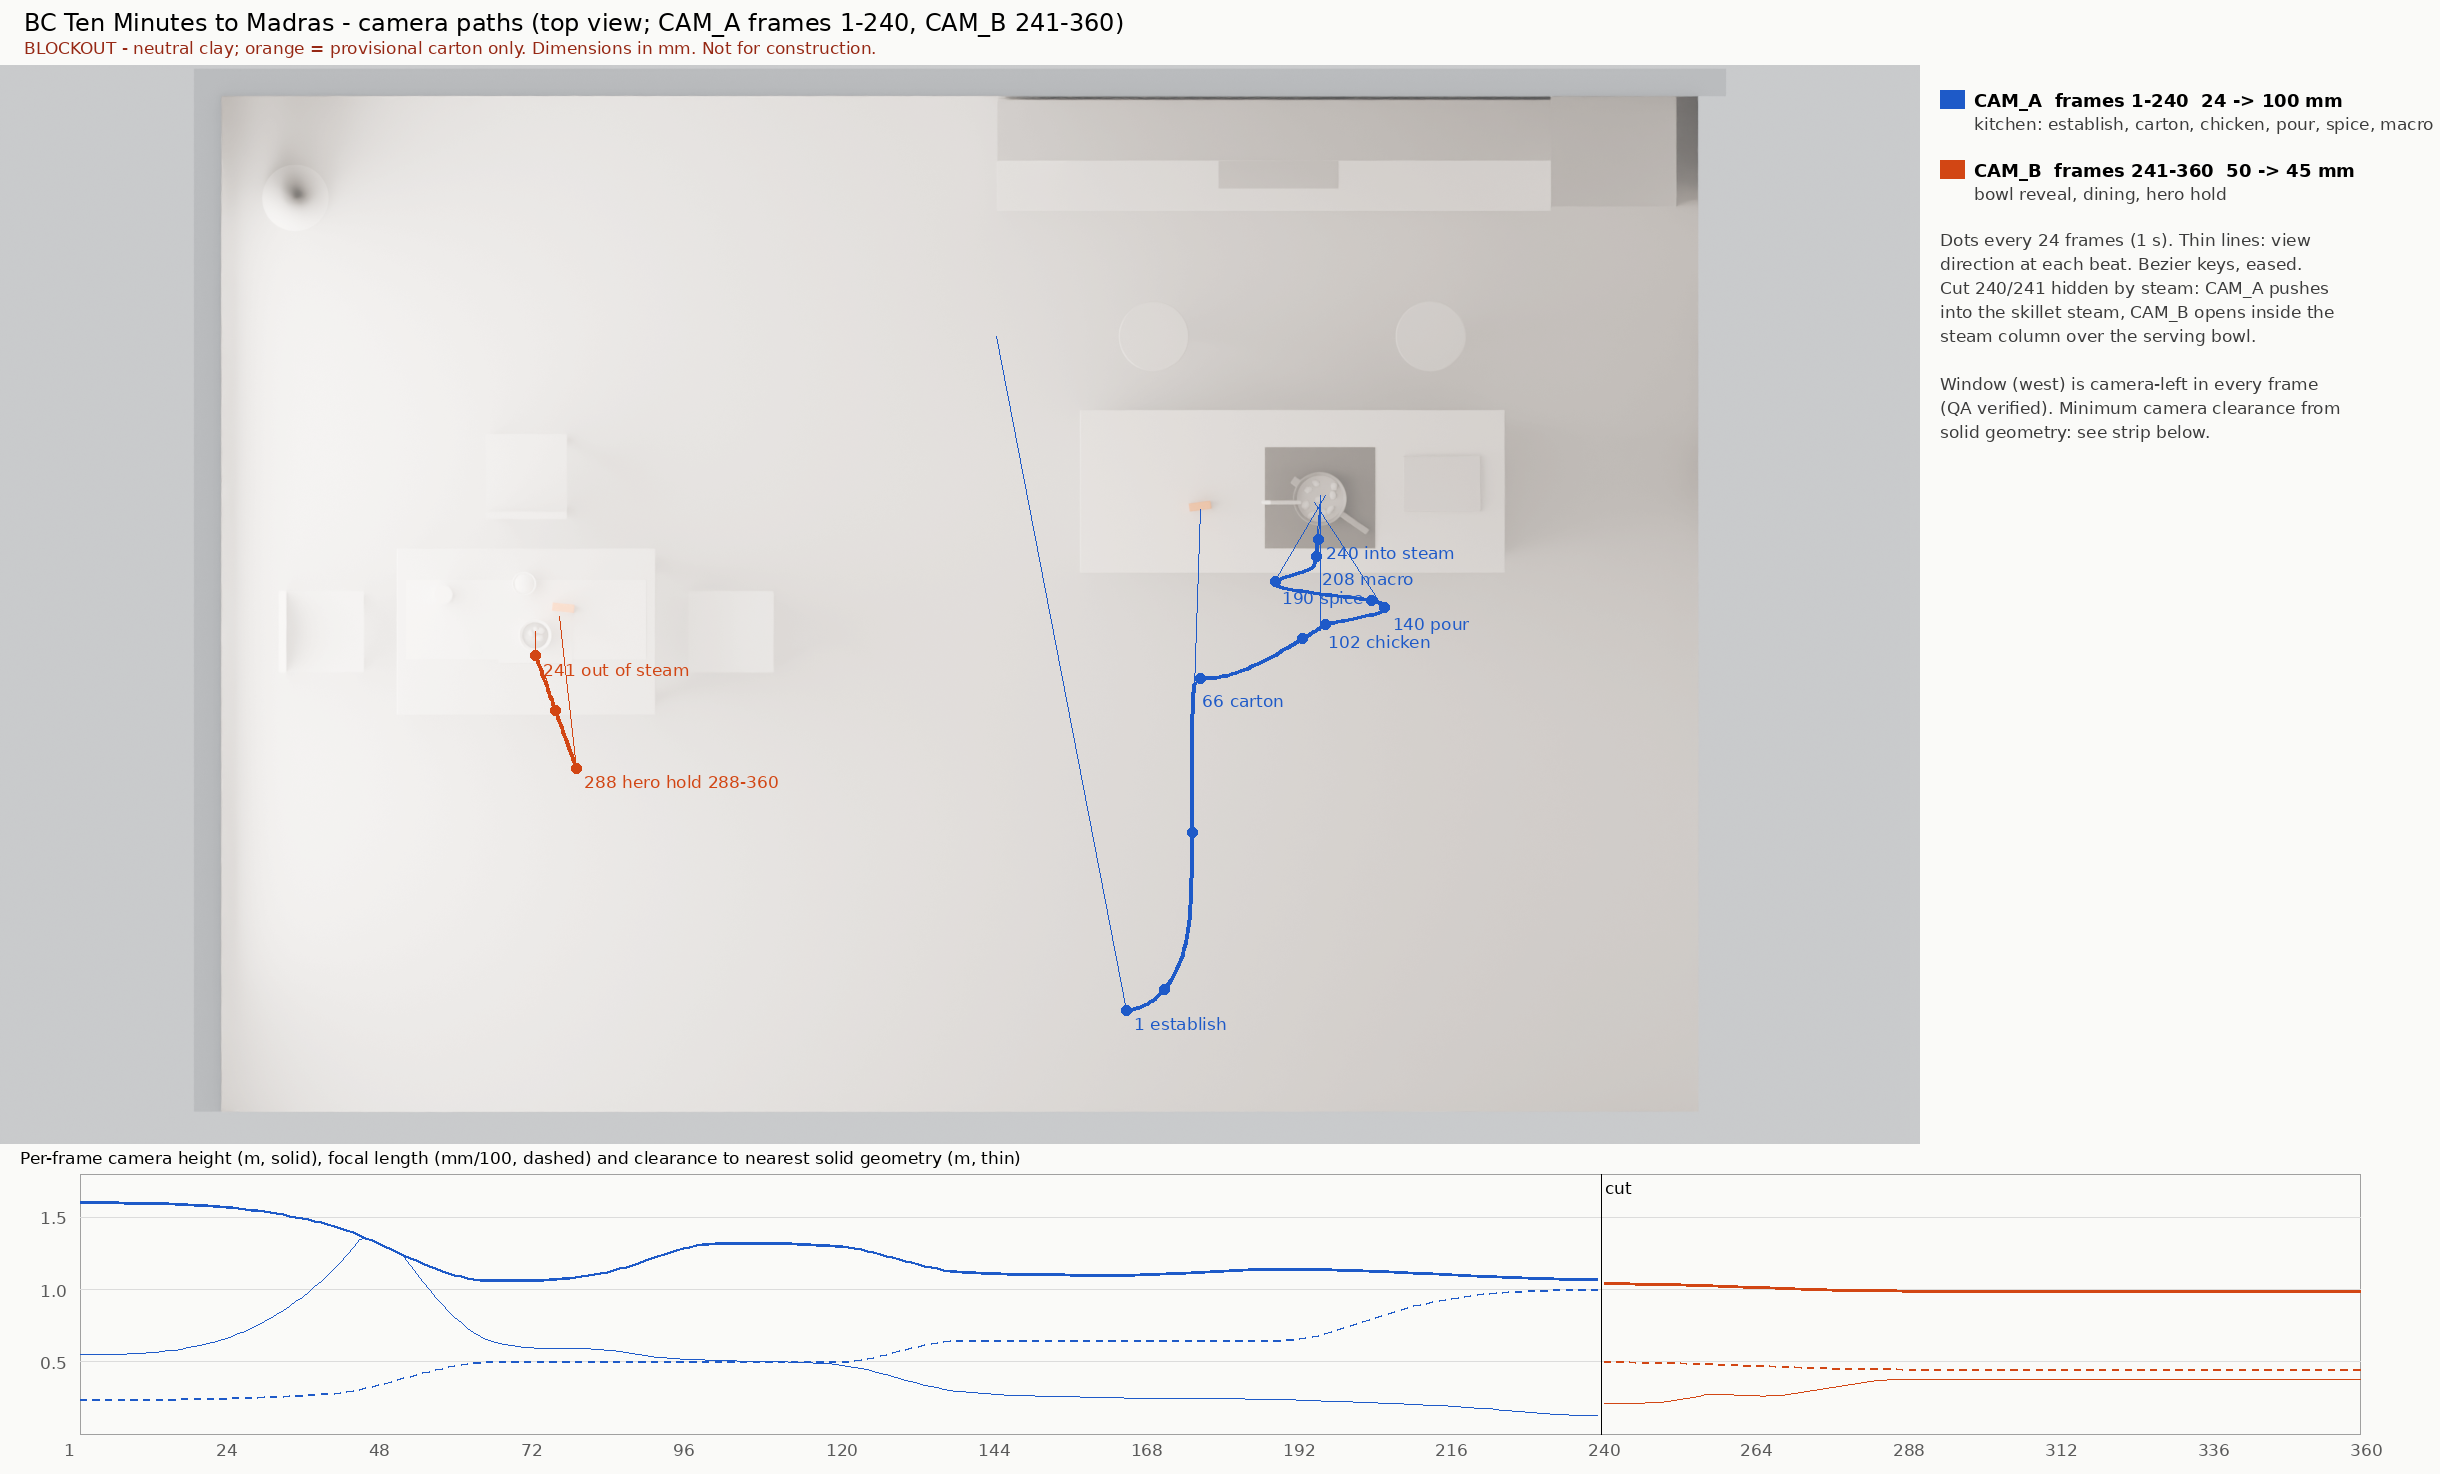 BC Ten Minutes to Madras - camera paths (top view; CAM_A frames 1-240, CAM_B 241-360)
BLOCKOUT - neutral clay; orange = provisional carton only. Dimensions in mm. Not for construction.
CAM_A  frames 1-240  24 -> 100 mm
kitchen: establish, carton, chicken, pour, spice, macro
CAM_B  frames 241-360  50 -> 45 mm
bowl reveal, dining, hero hold
Dots every 24 frames (1 s). Thin lines: view
direction at each beat. Bezier keys, eased.
Cut 240/241 hidden by steam: CAM_A pushes
into the skillet steam, CAM_B opens inside the
steam column over the serving bowl.
Window (west) is camera-left in every frame
(QA verified). Minimum camera clearance from
solid geometry: see strip below.
240 into steam
208 macro
190 spice
140 pour
102 chicken
66 carton
241 out of steam
288 hero hold 288-360
1 establish
Per-frame camera height (m, solid), focal length (mm/100, dashed) and clearance to nearest solid geometry (m, thin)
cut
1.5
1.0
0.5
1 24 48 72 96 120 144 168 192 216 240 264 288 312 336 360